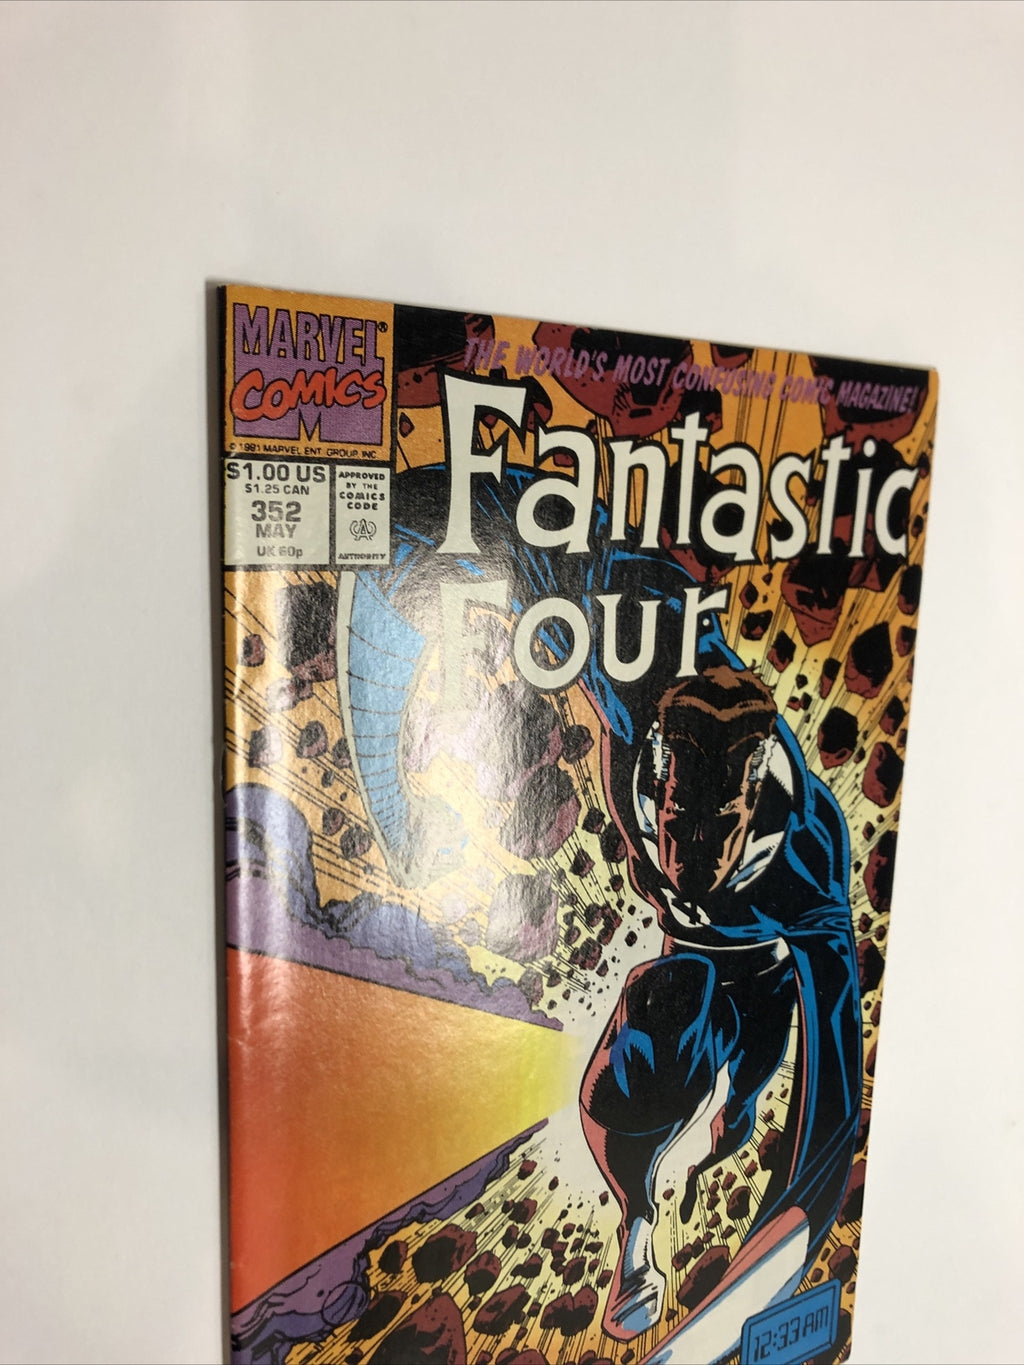 MARVEL®
COMICS
© 1991 MARVEL ENT. GROUP, INC.
$1.00 US
$1.25 CAN
352
MAY
UK 60p
APPROVED
BY THE
COMICS
CODE
AUTHORITY
THE WORLD'S MOST CONFUSING COMIC MAGAZINE!
Fantastic
Four
4
12:33 AM